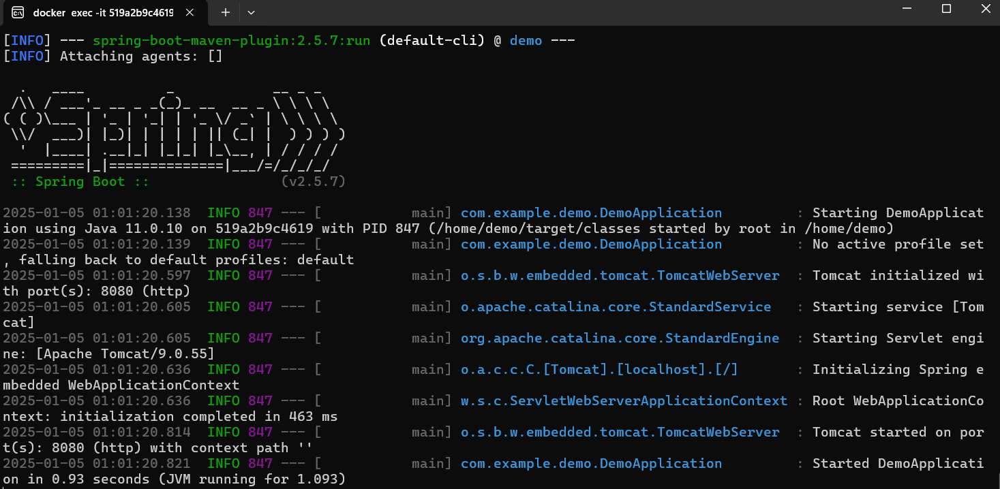 docker  exec -it 519a2b9c4619
[INFO] --- spring-boot-maven-plugin:2.5.7:run (default-cli) @ demo ---
[INFO] Attaching agents: []
  .   ____          _            __ _ _
 /\\ / ___'_ __ _ _(_)_ __  __ _ \ \ \ \
( ( )\___ | '_ | '_| | '_ \/ _` | \ \ \ \
 \\/  ___)| |_)| | | | | || (_| |  ) ) ) )
  '  |____| .__|_| |_|_| |_\__, | / / / /
 =========|_|==============|___/=/_/_/_/
 :: Spring Boot ::                (v2.5.7)
2025-01-05 01:01:20.138  INFO 847 --- [           main] com.example.demo.DemoApplication         : Starting DemoApplicat
ion using Java 11.0.10 on 519a2b9c4619 with PID 847 (/home/demo/target/classes started by root in /home/demo)
2025-01-05 01:01:20.139  INFO 847 --- [           main] com.example.demo.DemoApplication         : No active profile set
, falling back to default profiles: default
2025-01-05 01:01:20.597  INFO 847 --- [           main] o.s.b.w.embedded.tomcat.TomcatWebServer  : Tomcat initialized wi
th port(s): 8080 (http)
2025-01-05 01:01:20.605  INFO 847 --- [           main] o.apache.catalina.core.StandardService   : Starting service [Tom
cat]
2025-01-05 01:01:20.605  INFO 847 --- [           main] org.apache.catalina.core.StandardEngine  : Starting Servlet engi
ne: [Apache Tomcat/9.0.55]
2025-01-05 01:01:20.636  INFO 847 --- [           main] o.a.c.c.C.[Tomcat].[localhost].[/]       : Initializing Spring e
mbedded WebApplicationContext
2025-01-05 01:01:20.636  INFO 847 --- [           main] w.s.c.ServletWebServerApplicationContext : Root WebApplicationCo
ntext: initialization completed in 463 ms
2025-01-05 01:01:20.814  INFO 847 --- [           main] o.s.b.w.embedded.tomcat.TomcatWebServer  : Tomcat started on por
t(s): 8080 (http) with context path ''
2025-01-05 01:01:20.821  INFO 847 --- [           main] com.example.demo.DemoApplication         : Started DemoApplicati
on in 0.93 seconds (JVM running for 1.093)